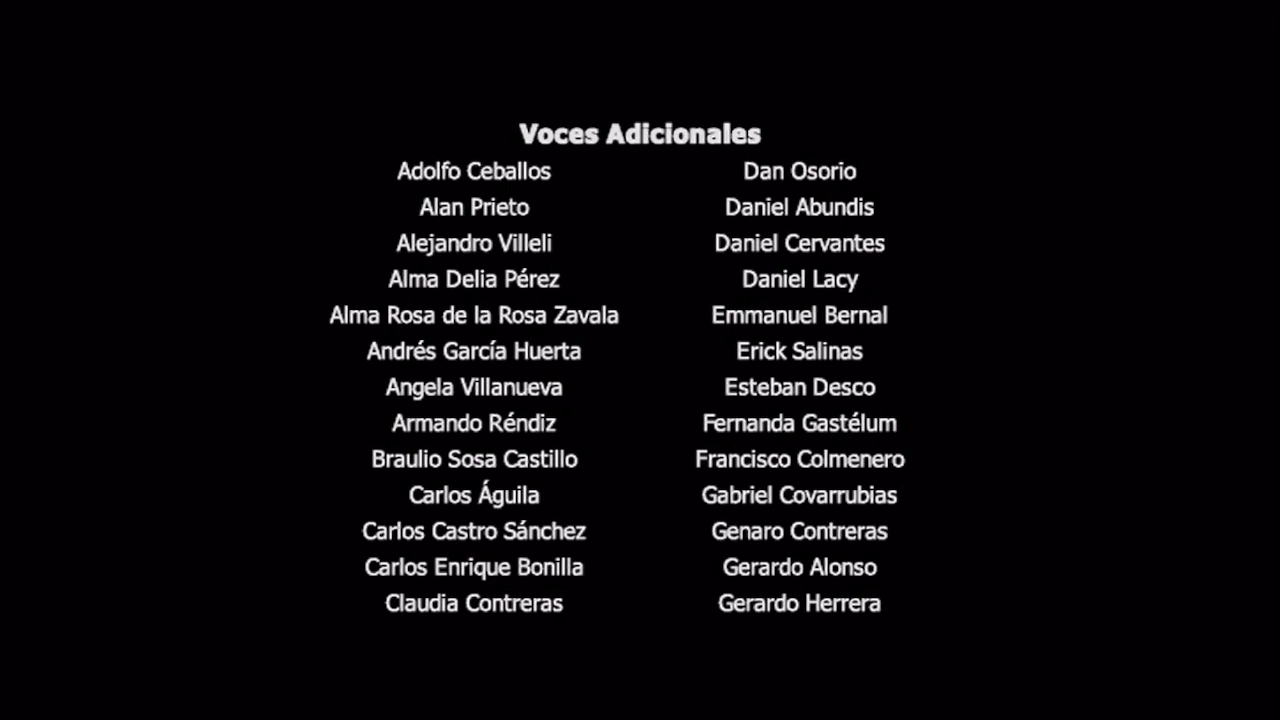 Voces Adicionales
Adolfo Ceballos
Alan Prieto
Alejandro Villeli
Alma Delia Pérez
Alma Rosa de la Rosa Zavala
Andrés García Huerta
Angela Villanueva
Armando Réndiz
Braulio Sosa Castillo
Carlos Águila
Carlos Castro Sánchez
Carlos Enrique Bonilla
Claudia Contreras
Dan Osorio
Daniel Abundis
Daniel Cervantes
Daniel Lacy
Emmanuel Bernal
Erick Salinas
Esteban Desco
Fernanda Gastélum
Francisco Colmenero
Gabriel Covarrubias
Genaro Contreras
Gerardo Alonso
Gerardo Herrera